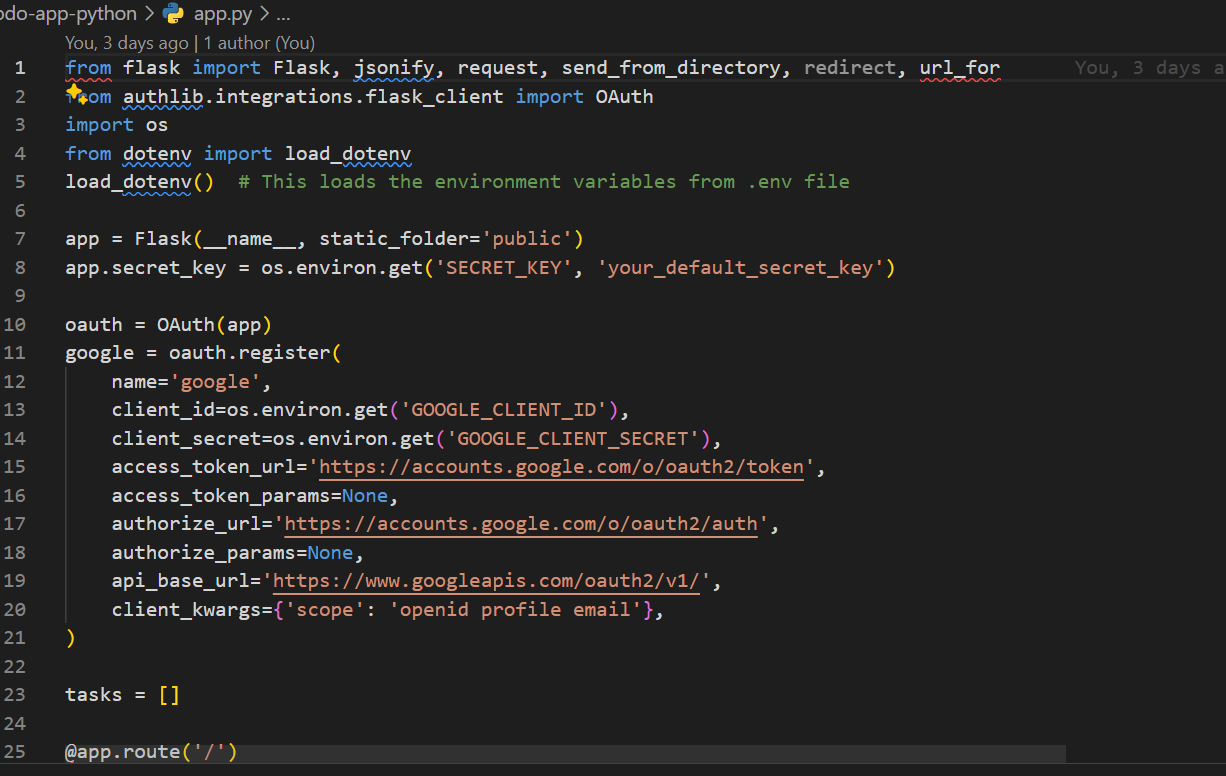 odo-app-python > app.py > ...
You, 3 days ago | 1 author (You)
1 from flask import Flask, jsonify, request, send_from_directory, redirect, url_for You, 3 days a
2 from authlib.integrations.flask_client import OAuth
3 import os
4 from dotenv import load_dotenv
5 load_dotenv()  # This loads the environment variables from .env file
6
7 app = Flask(__name__, static_folder='public')
8 app.secret_key = os.environ.get('SECRET_KEY', 'your_default_secret_key')
9
10 oauth = OAuth(app)
11 google = oauth.register(
12     name='google',
13     client_id=os.environ.get('GOOGLE_CLIENT_ID'),
14     client_secret=os.environ.get('GOOGLE_CLIENT_SECRET'),
15     access_token_url='https://accounts.google.com/o/oauth2/token',
16     access_token_params=None,
17     authorize_url='https://accounts.google.com/o/oauth2/auth',
18     authorize_params=None,
19     api_base_url='https://www.googleapis.com/oauth2/v1/',
20     client_kwargs={'scope': 'openid profile email'},
21 )
22
23 tasks = []
24
25 @app.route('/')